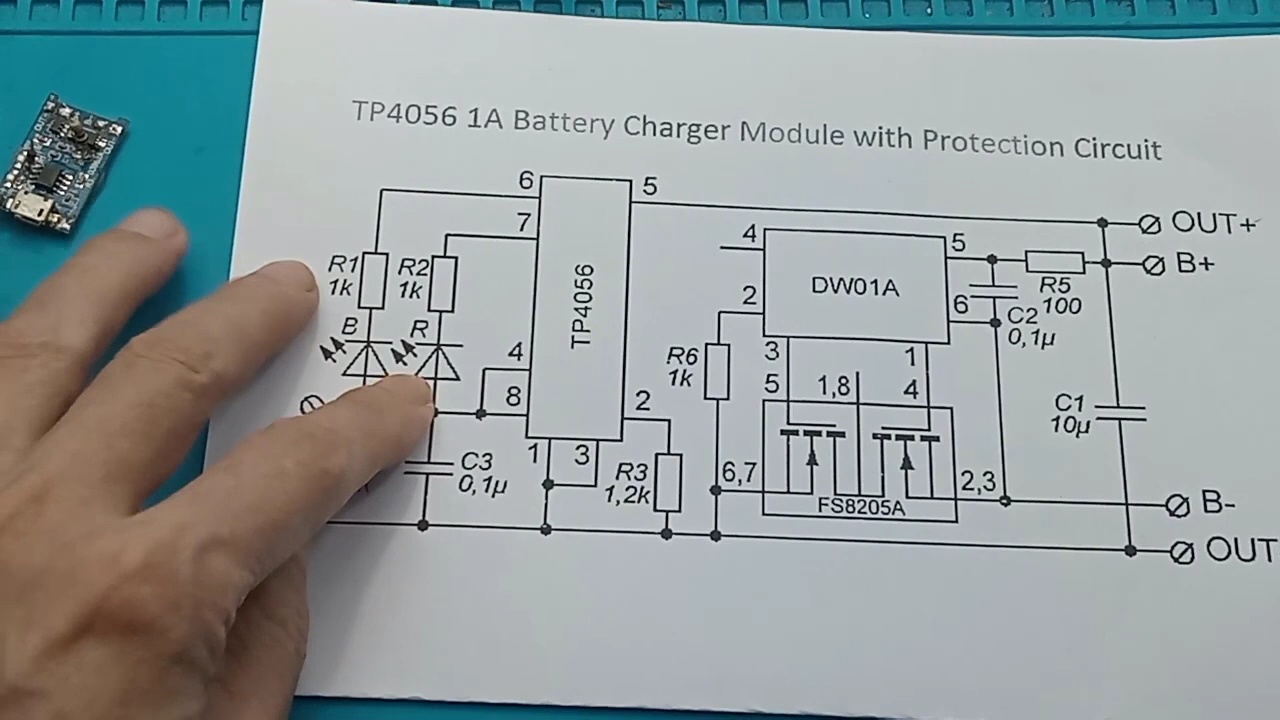 TP4056 1A Battery Charger Module with Protection Circuit
6
5
7
4
5
OUT+
B+
R1
1k
R2
1k
TP4056
DW01A
R5
100
2
6
C2
0,1µ
B
R
4
8
2
R6
1k
3
1
5
1,8
4
C1
10µ
C3
0,1µ
1
3
R3
1,2k
6,7
2,3
FS8205A
B-
OUT